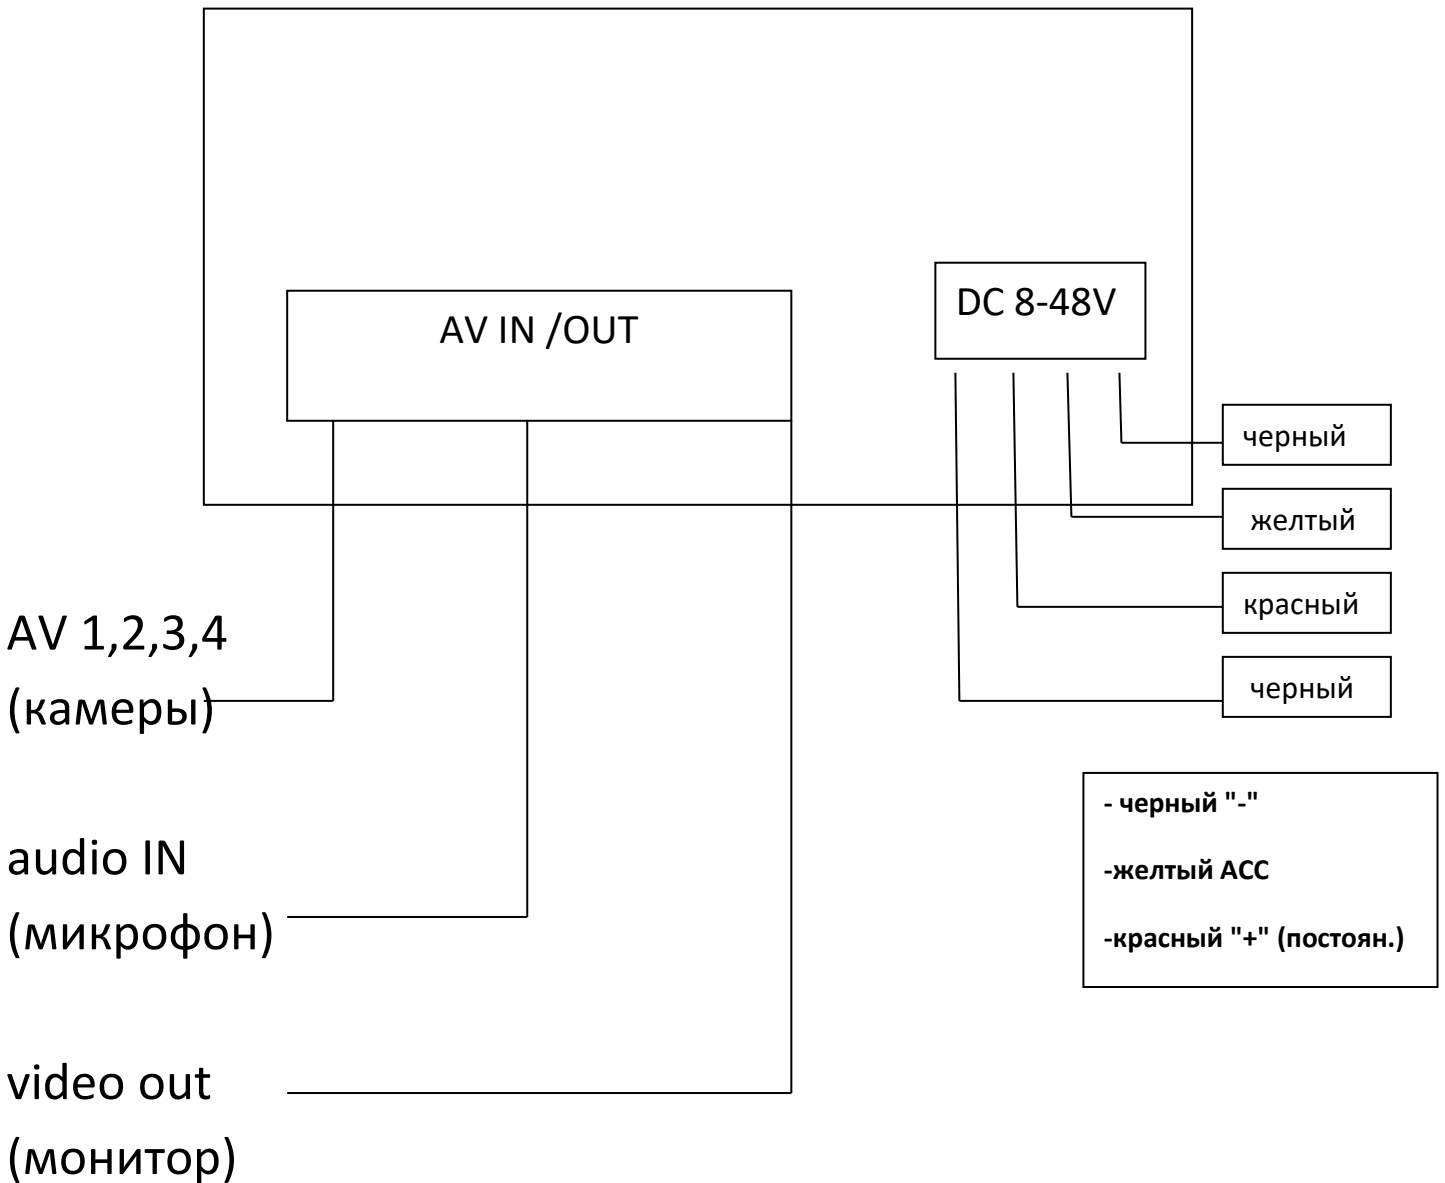 AV IN /OUT
DC 8-48V
черный
желтый
красный
черный
AV 1,2,3,4
(камеры)
audio IN
(микрофон)
video out
(монитор)
- черный "-"
-желтый ACC
-красный "+" (постоян.)